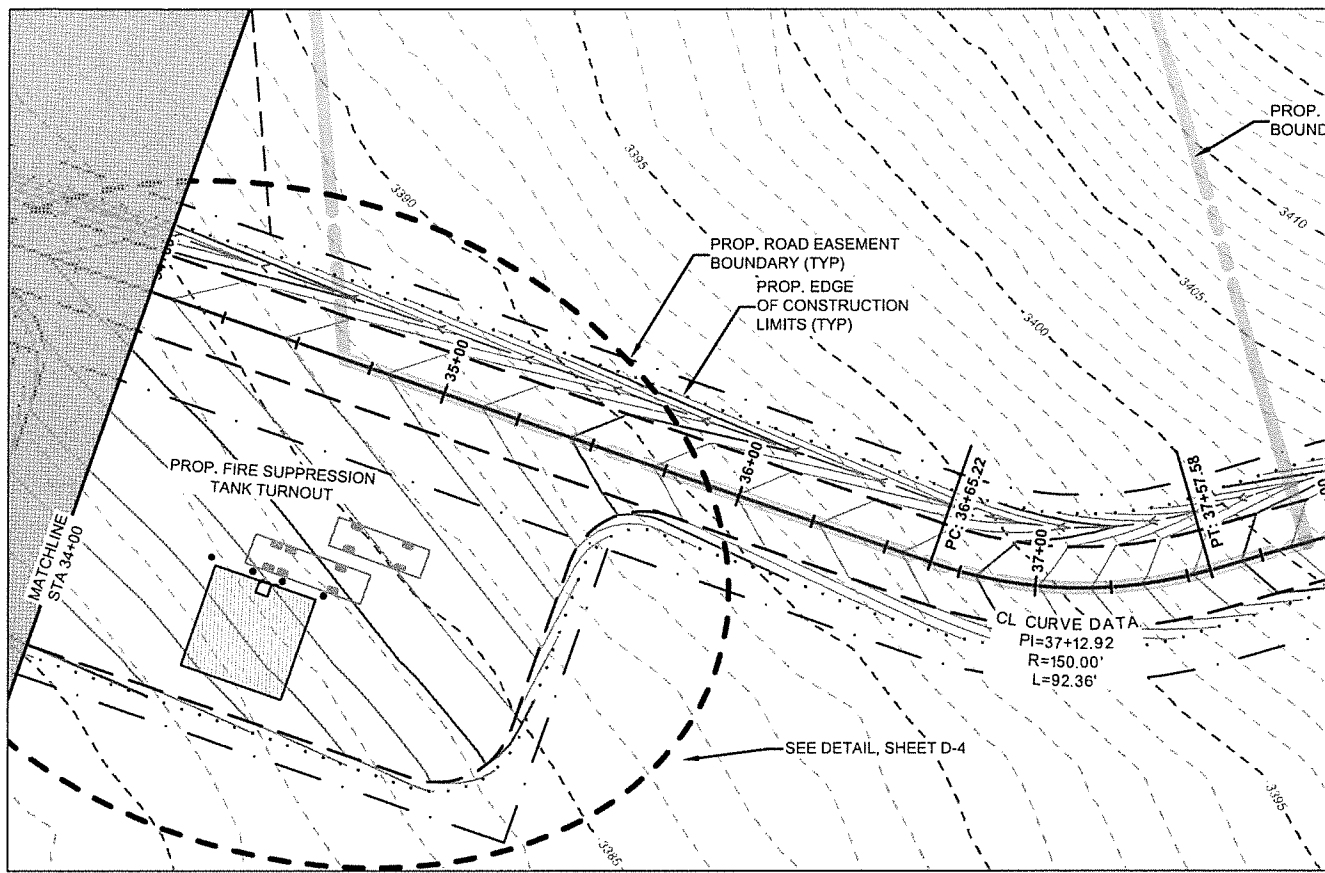 PROP.
BOUND
3395
3390
3410
PROP. ROAD EASEMENT
BOUNDARY (TYP)
PROP. EDGE
OF CONSTRUCTION
LIMITS (TYP)
3405
3400
35+00
PROP. FIRE SUPPRESSION
TANK TURNOUT
36+00
PC: 36+65.22
PT: 37+57.58
37+00
MATCHLINE
STA 34+00
CL CURVE DATA
PI=37+12.92
R=150.00'
L=92.36'
SEE DETAIL, SHEET D-4
3395
3385